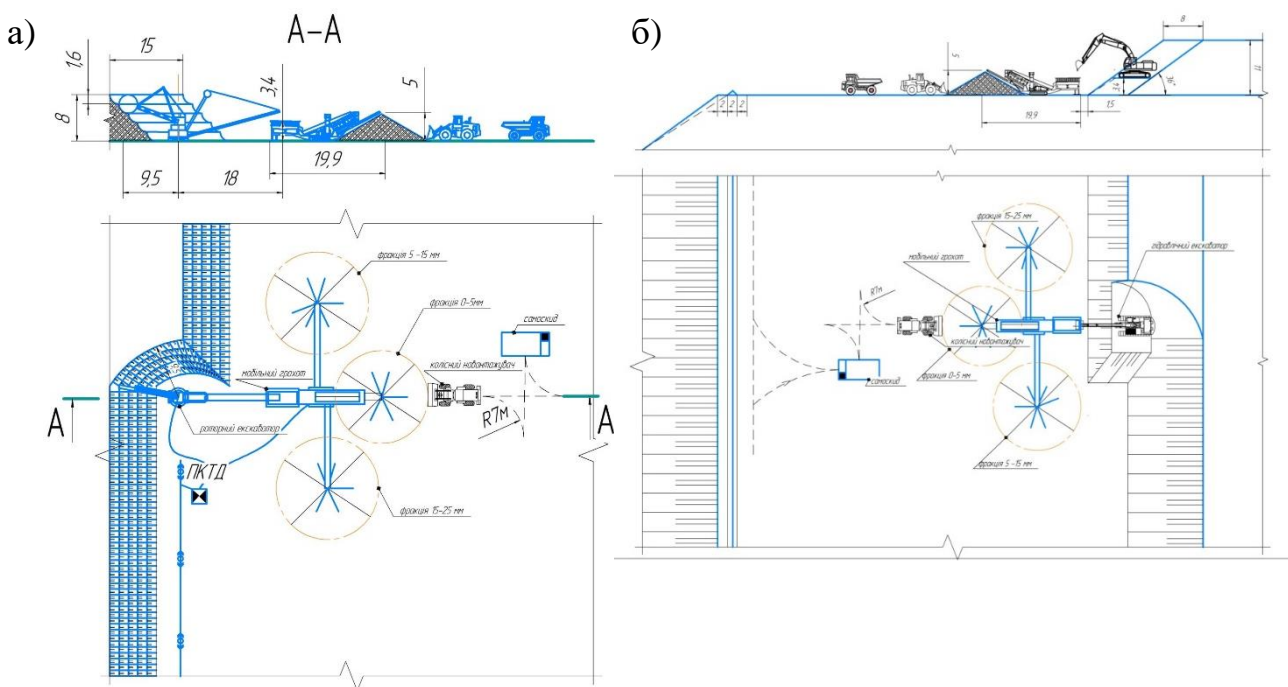 а)
А-А
15
1,6
8
3,4
5
9,5
18
19,9
фракція 5 -15 мм
фракція 0-5мм
самоскид
мобільний грохот
колісний навантажувач
R7м
А
А
роторний екскаватор
ПКТД
фракція 15-25 мм
б)
8
5
3,4
2
2
2
19,9
1,5
фракція 15-25 мм
гідравлічний екскаватор
мобільний грохот
R7м
колісний навантажувач
фракція 0-5 мм
самоскид
фракція 5 -15 мм